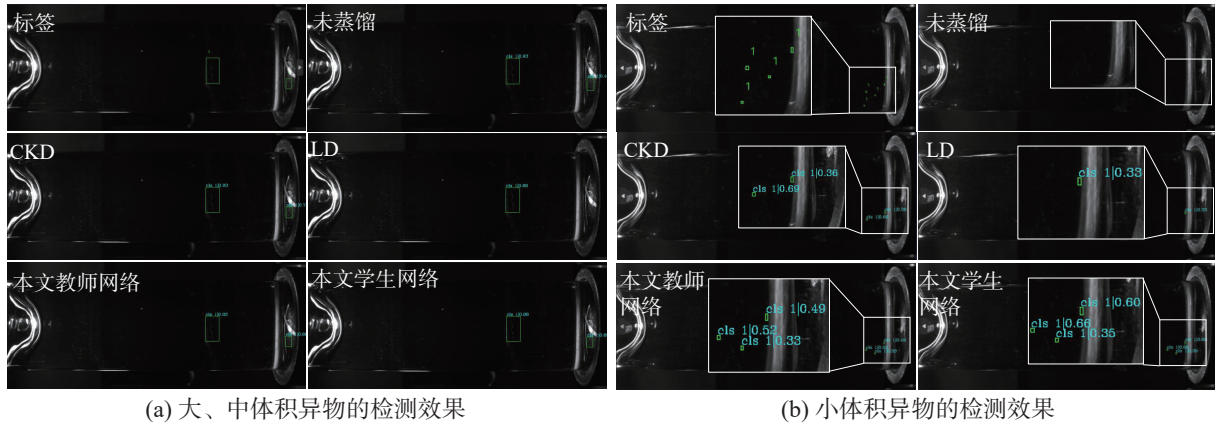 标签
未蒸馏
CKD
LD
本文教师网络
本文学生网络
(a) 大、中体积异物的检测效果
标签
1
1
1
1
未蒸馏
CKD
cls 1|0.36
cls 1|0.69
LD
cls 1|0.33
本文教师
网络
cls 1|0.49
cls 1|0.52
cls 1|0.33
本文学生
网络
cls 1|0.60
cls 1|0.66
cls 1|0.35
(b) 小体积异物的检测效果